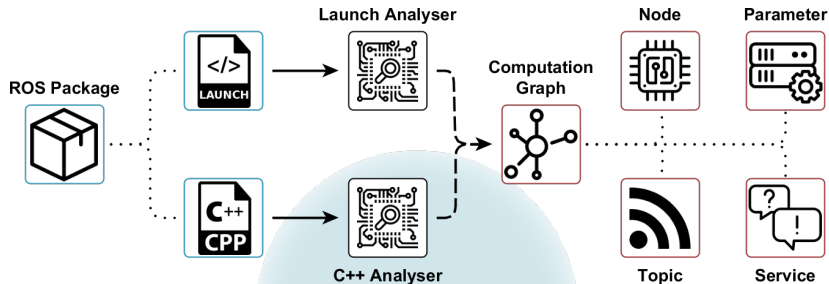 Launch Analyser
Node
Parameter
ROS Package
</>
LAUNCH
Computation
Graph
C++
CPP
?
!
C++ Analyser
Topic
Service